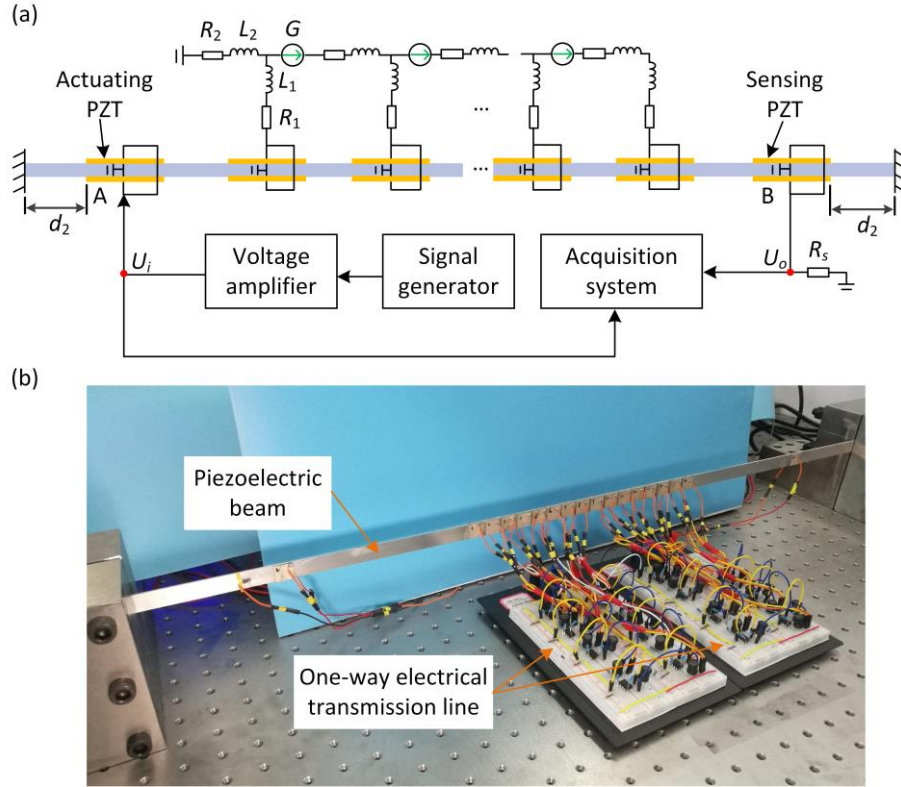 (a)
R₂ L₂ G
L₁
R₁
Actuating
PZT
Sensing
PZT
...
...
A
B
d₂
d₂
Uᵢ
Voltage
amplifier
Signal
generator
Acquisition
system
Uₒ
Rₛ
(b)
Piezoelectric
beam
One-way electrical
transmission line